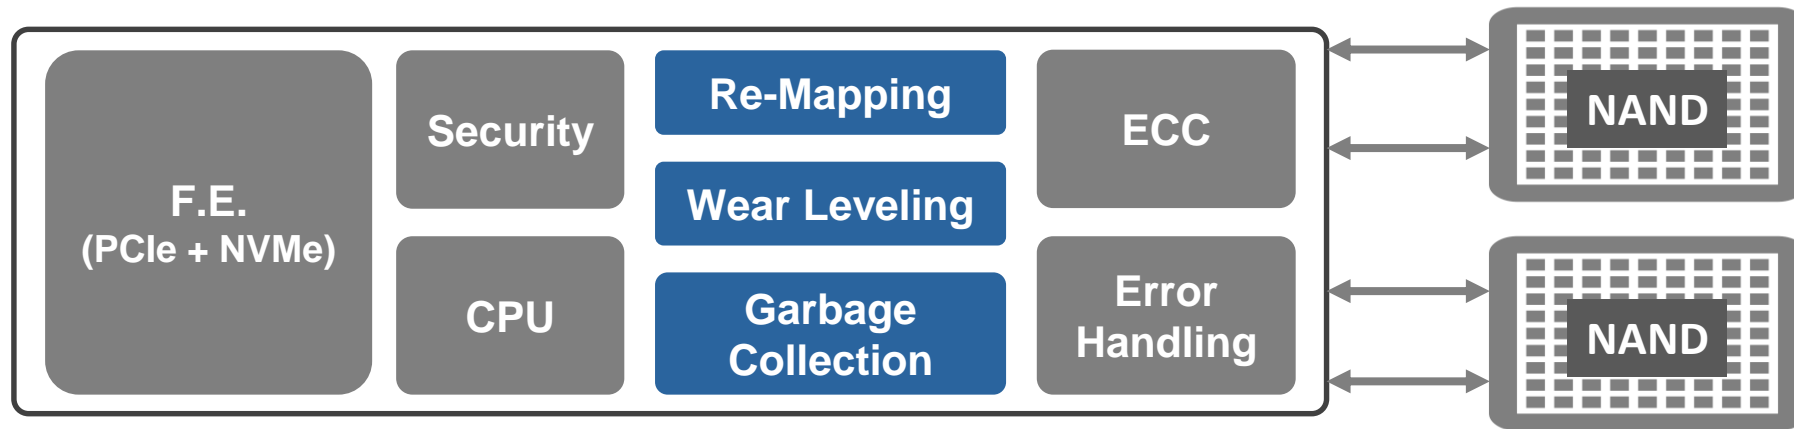 F.E.
(PCIe + NVMe)
Security
CPU
Re-Mapping
Wear Leveling
Garbage
Collection
ECC
Error
Handling
NAND
NAND